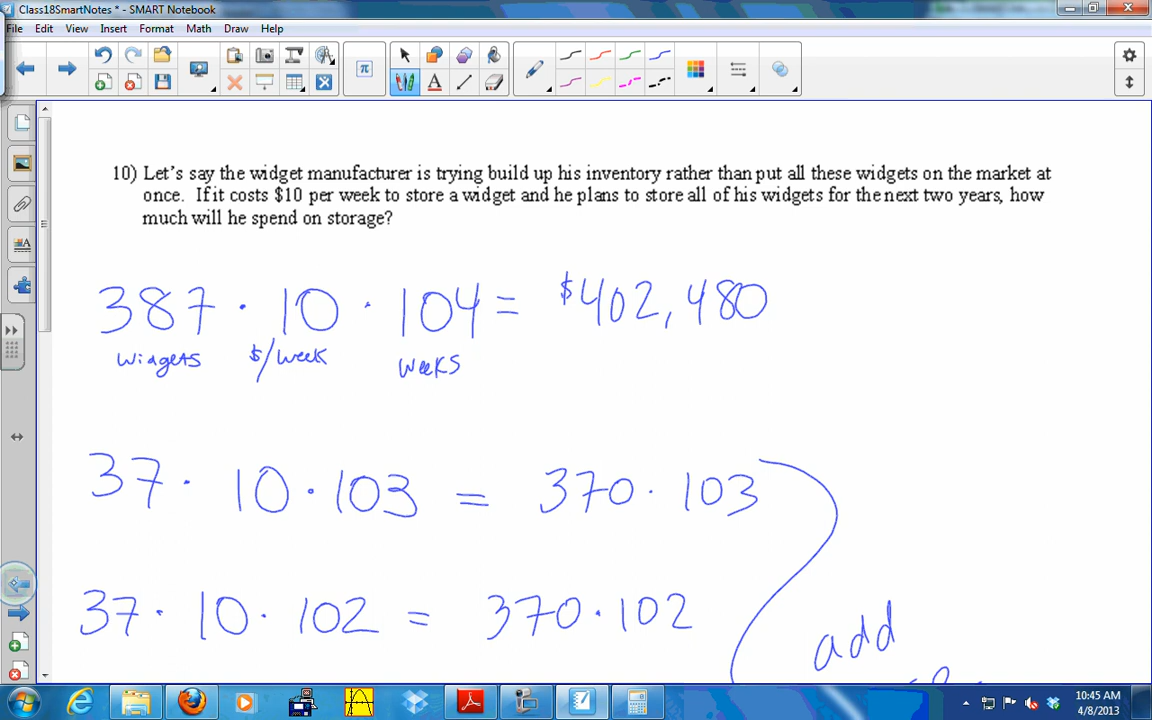 Class18SmartNotes * - SMART Notebook
File Edit View Insert Format Math Draw Help
π
A
10) Let's say the widget manufacturer is trying build up his inventory rather than put all these widgets on the market at
once. If it costs $10 per week to store a widget and he plans to store all of his widgets for the next two years, how
much will he spend on storage?
387 · 10 · 104 = $402,480
widgets $/week weeks
37 · 10 · 103 = 370 · 103
37 · 10 · 102 = 370 · 102
add
10:45 AM
4/8/2013